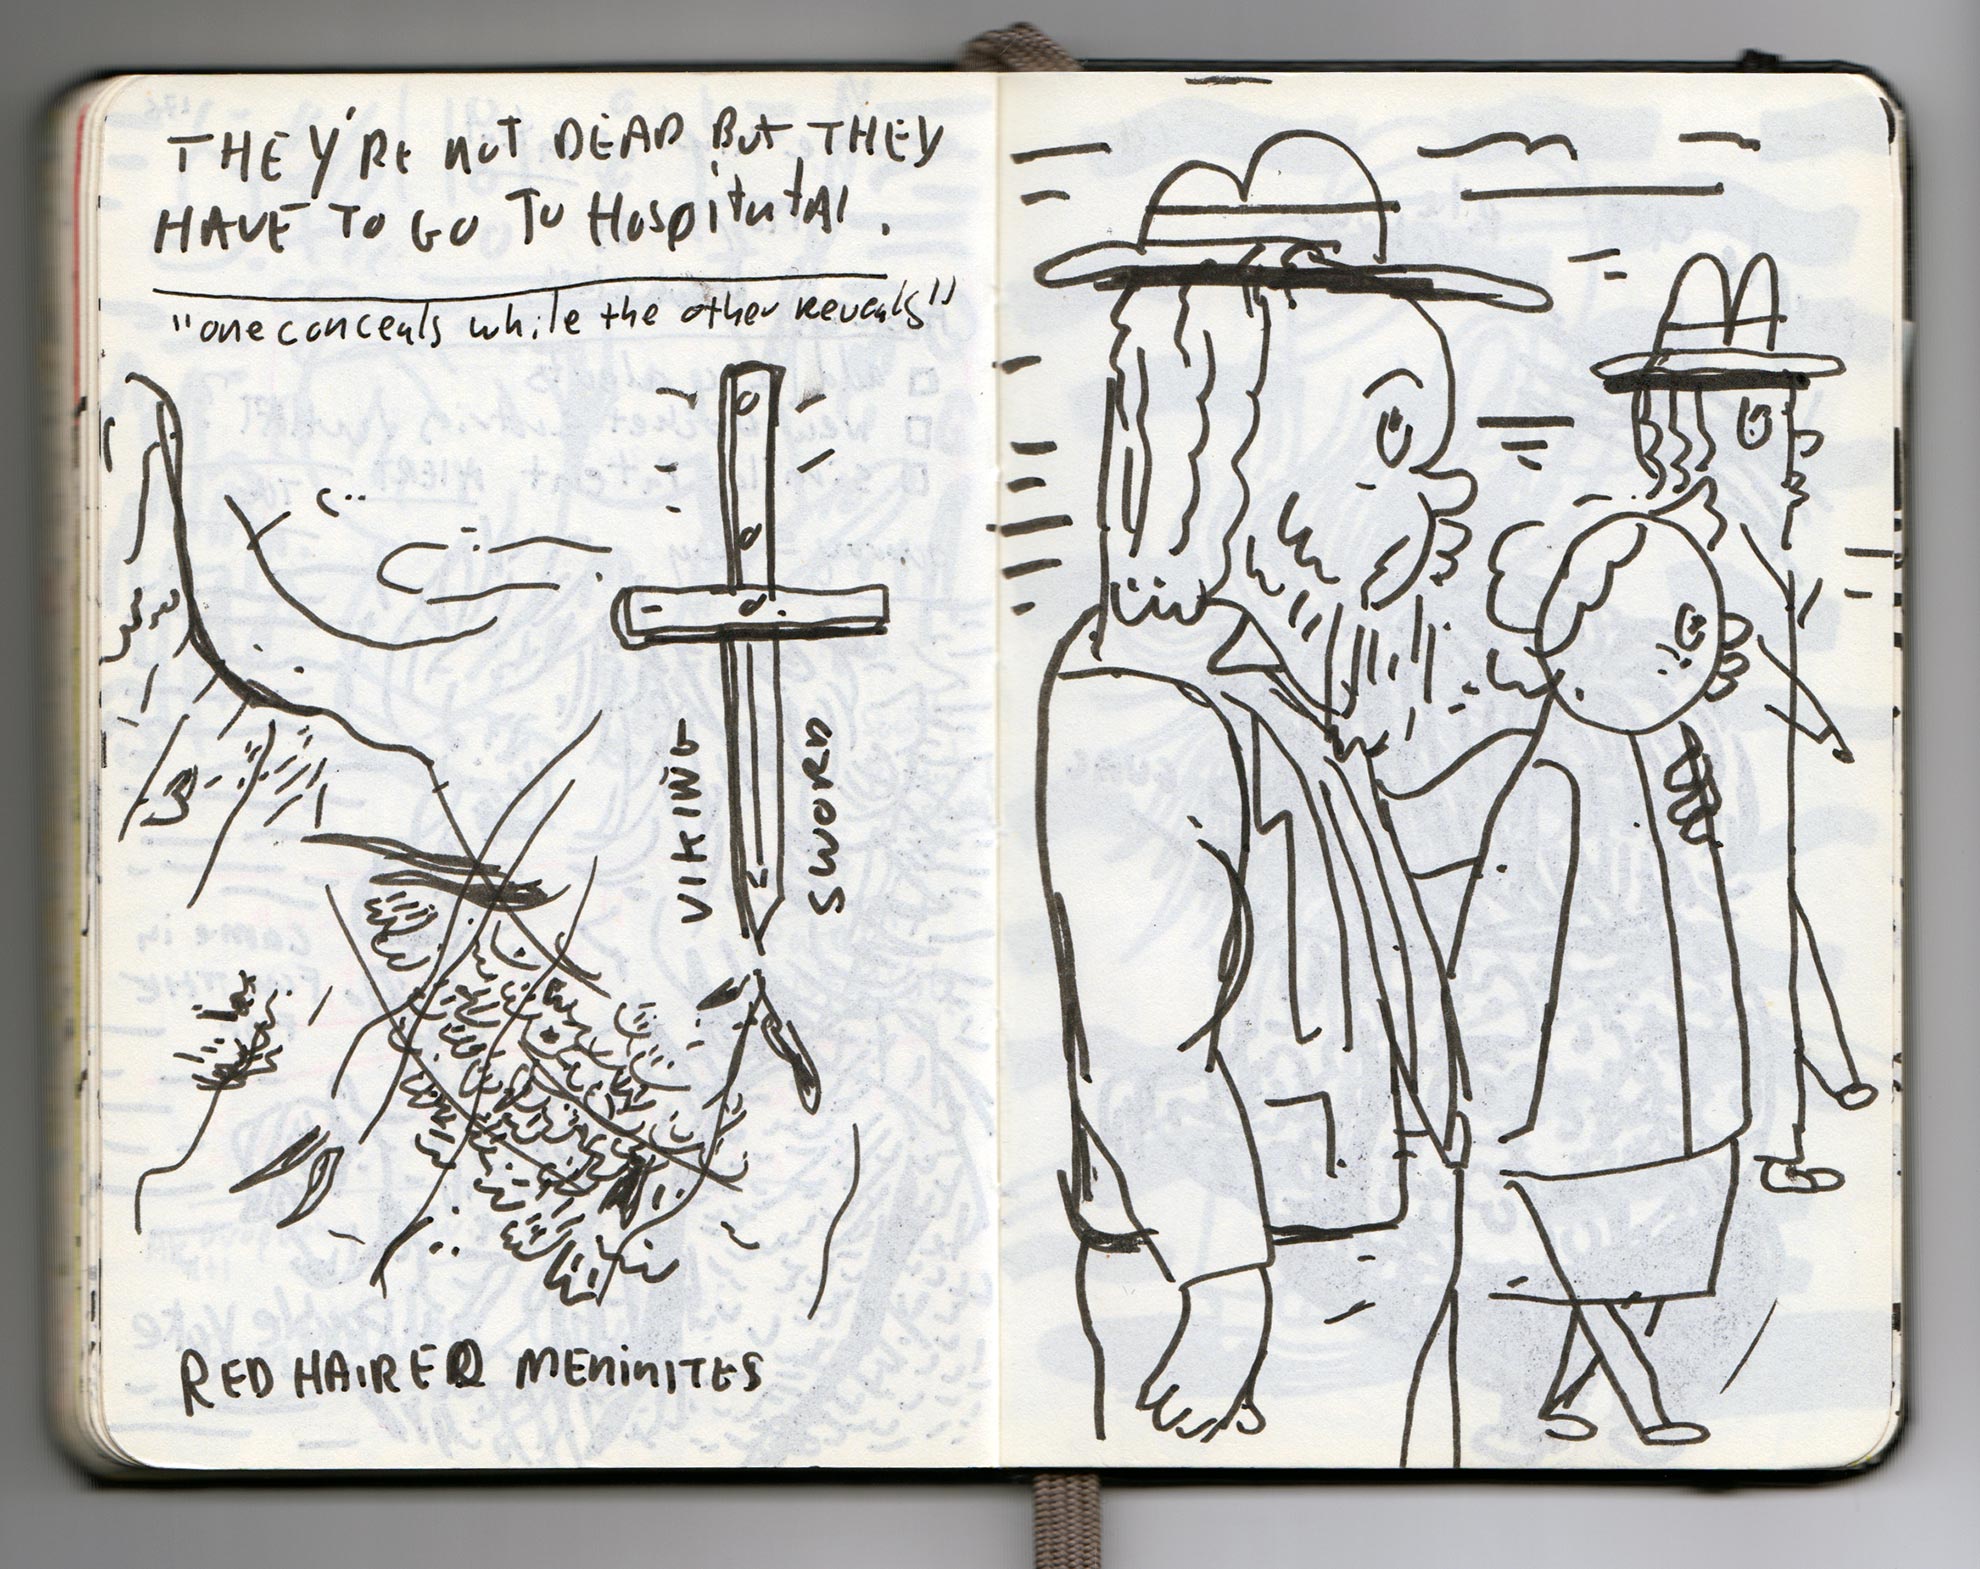 THEY'RE NOT DEAD BUT THEY
HAVE TO GO TO HOSPITUTAL.
"one conceals while the other reveals"
VIKING
SWORD
RED HAIRED MENINITES